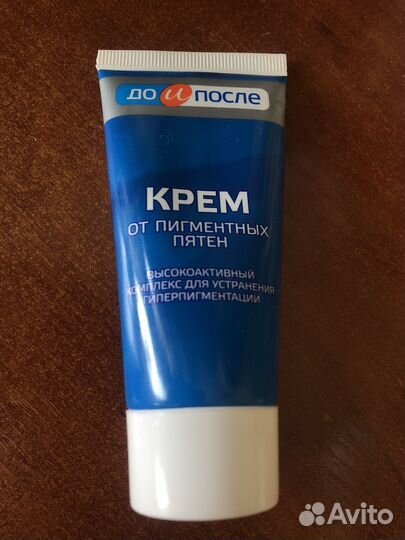 ДО и ПОСЛЕ
КРЕМ
ОТ ПИГМЕНТНЫХ
ПЯТЕН
ВЫСОКОАКТИВНЫЙ
КОМПЛЕКС ДЛЯ УСТРАНЕНИЯ
ГИПЕРПИГМЕНТАЦИИ
Avito